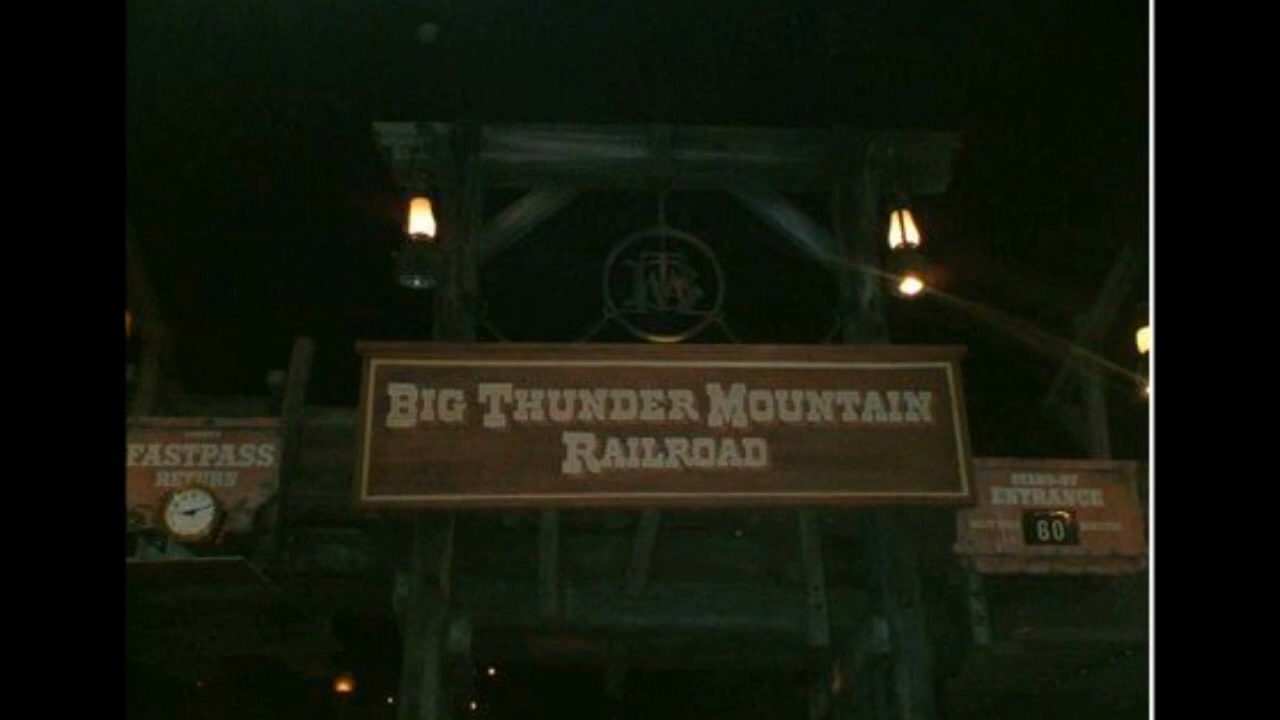 BIG THUNDER MOUNTAIN
RAILROAD
FASTPASS
RETURN
STAND-BY
ENTRANCE
60